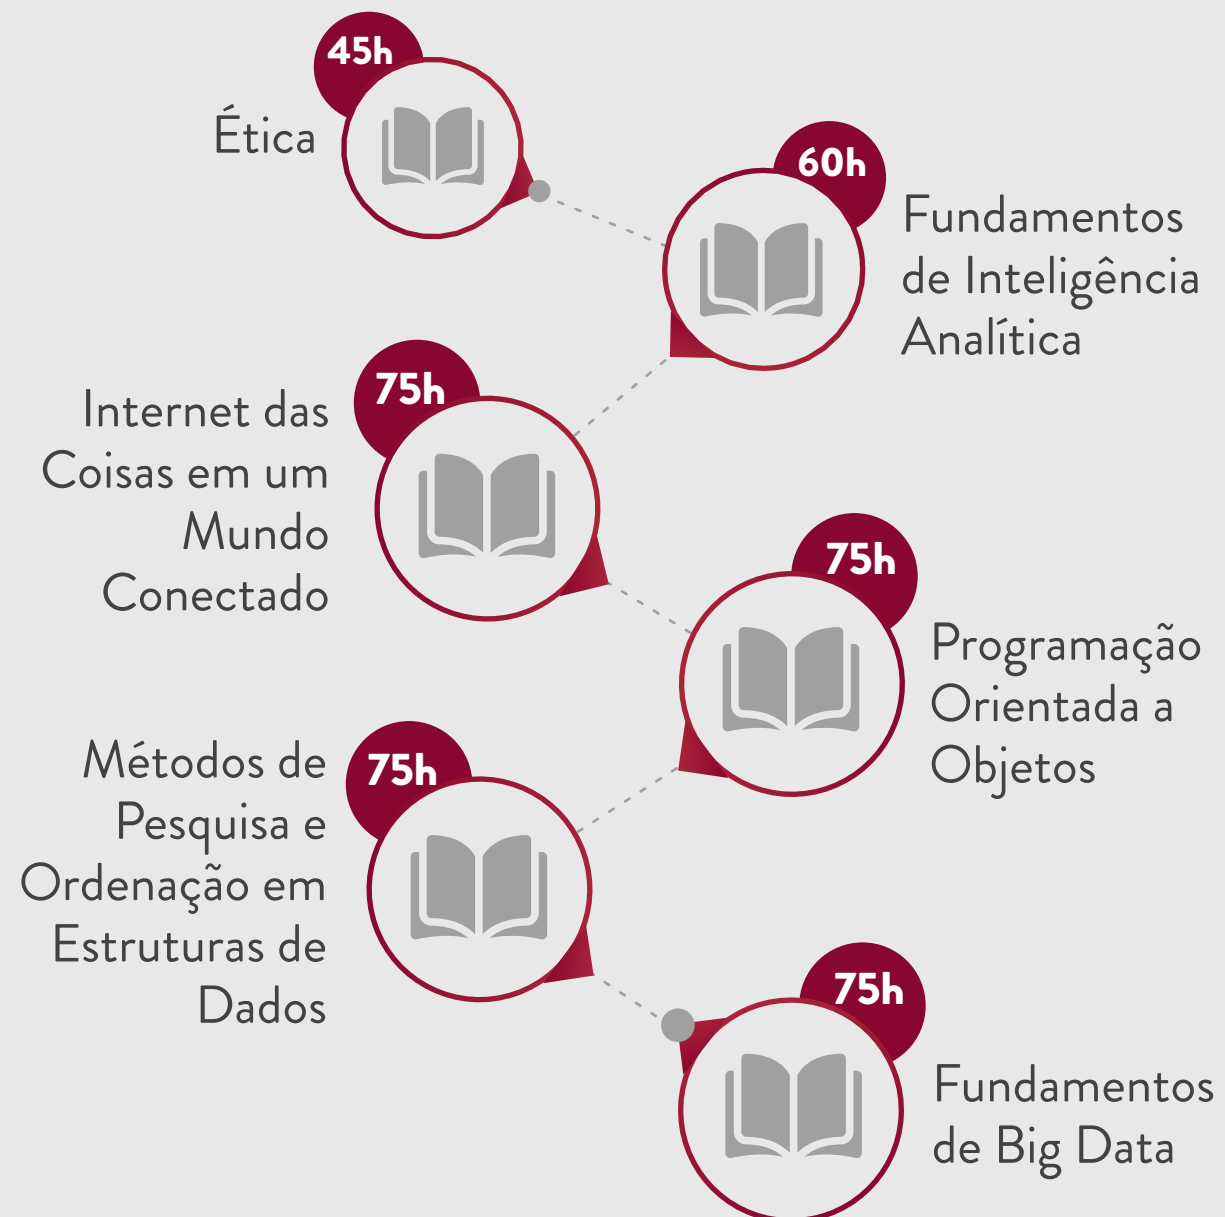 45h
Ética
60h
Fundamentos
de Inteligência
Analítica
75h
Internet das
Coisas em um
Mundo
Conectado
75h
Programação
Orientada a
Objetos
75h
Métodos de
Pesquisa e
Ordenação em
Estruturas de
Dados
75h
Fundamentos
de Big Data